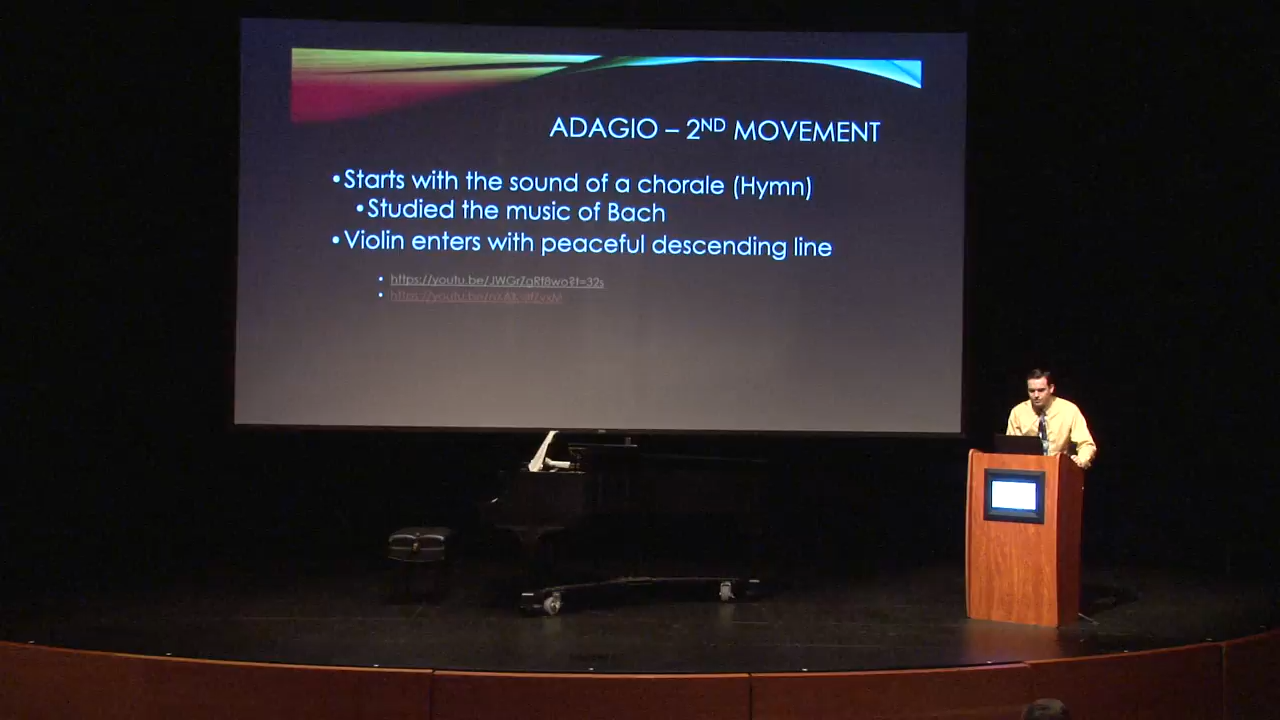 ADAGIO – 2ND MOVEMENT
•Starts with the sound of a chorale (Hymn)
•Studied the music of Bach
•Violin enters with peaceful descending line